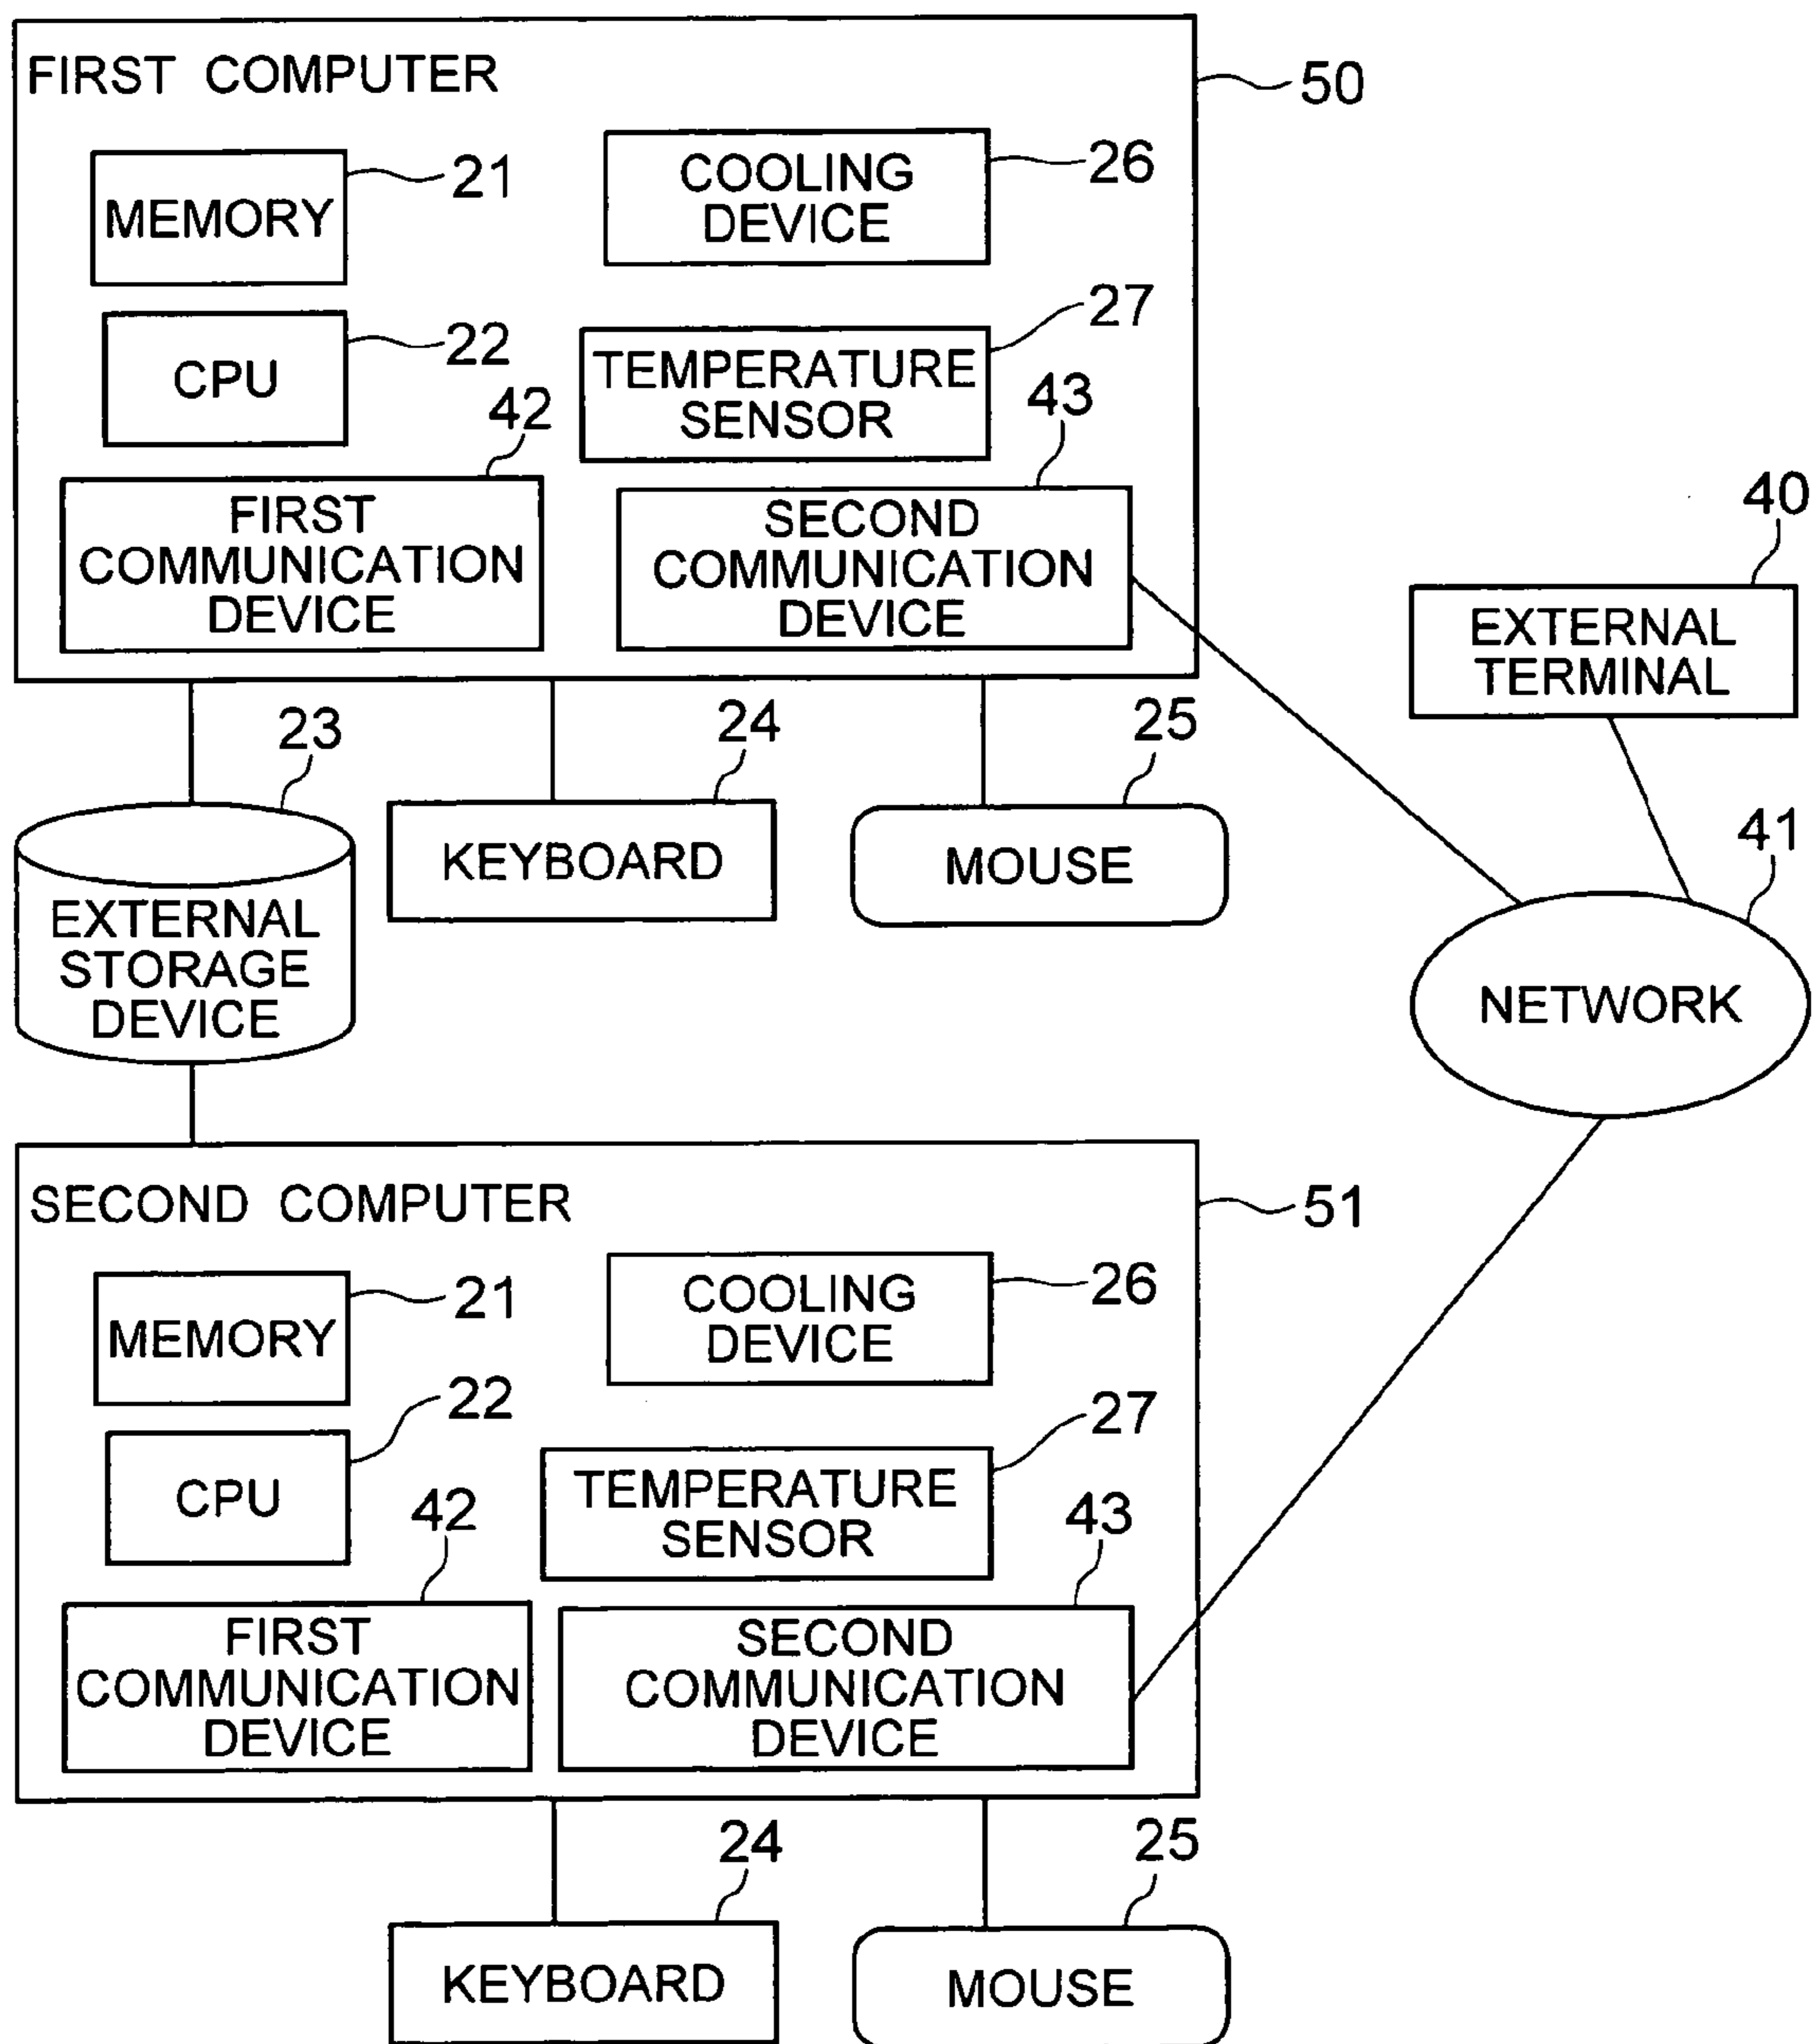 FIRST COMPUTER
50
MEMORY
21
COOLING
DEVICE
26
CPU
22
TEMPERATURE
SENSOR
27
FIRST
COMMUNICATION
DEVICE
42
SECOND
COMMUNICATION
DEVICE
43
EXTERNAL
TERMINAL
40
EXTERNAL
STORAGE
DEVICE
23
KEYBOARD
24
MOUSE
25
NETWORK
41
SECOND COMPUTER
51
MEMORY
21
COOLING
DEVICE
26
CPU
22
TEMPERATURE
SENSOR
27
FIRST
COMMUNICATION
DEVICE
42
SECOND
COMMUNICATION
DEVICE
43
KEYBOARD
24
MOUSE
25